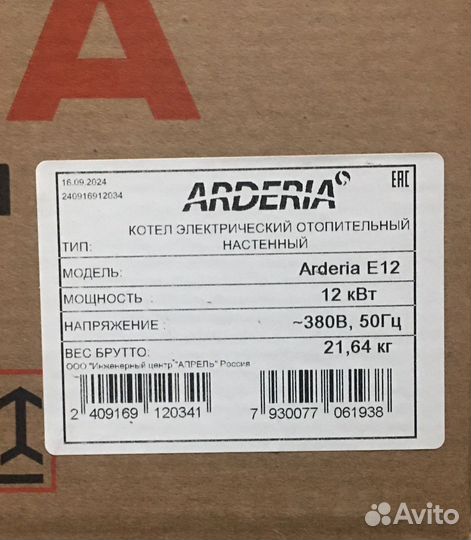 A
16.09.2024
240916912034
ARDERIA
EAC
ТИП: КОТЕЛ ЭЛЕКТРИЧЕСКИЙ ОТОПИТЕЛЬНЫЙ
НАСТЕННЫЙ
МОДЕЛЬ: Arderia E12
МОЩНОСТЬ : 12 кВт
НАПРЯЖЕНИЕ : ~380В, 50Гц
ВЕС БРУТТО: 21,64 кг
ООО "Инженерный центр "АПРЕЛЬ" Россия
2 409169 120341
7 930077 061938
Avito